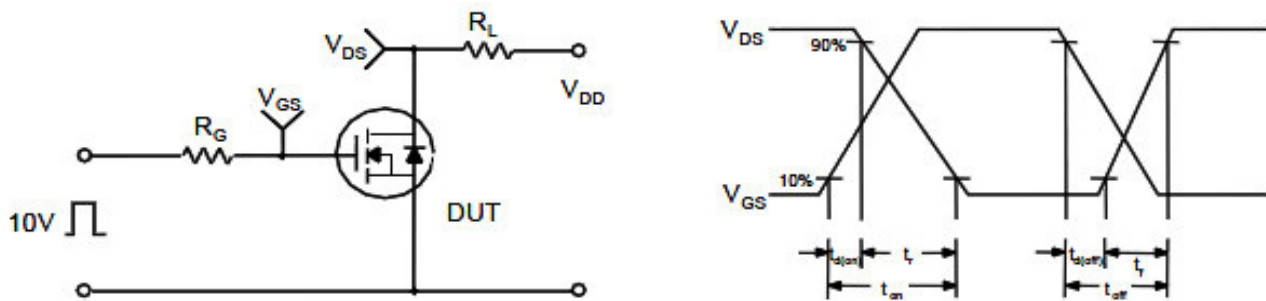 R_L
V_DS
V_DD
V_GS
R_G
10V
DUT
V_DS
90%
10%
V_GS
t_d(on)
t_r
t_on
t_d(off)
t_f
t_off